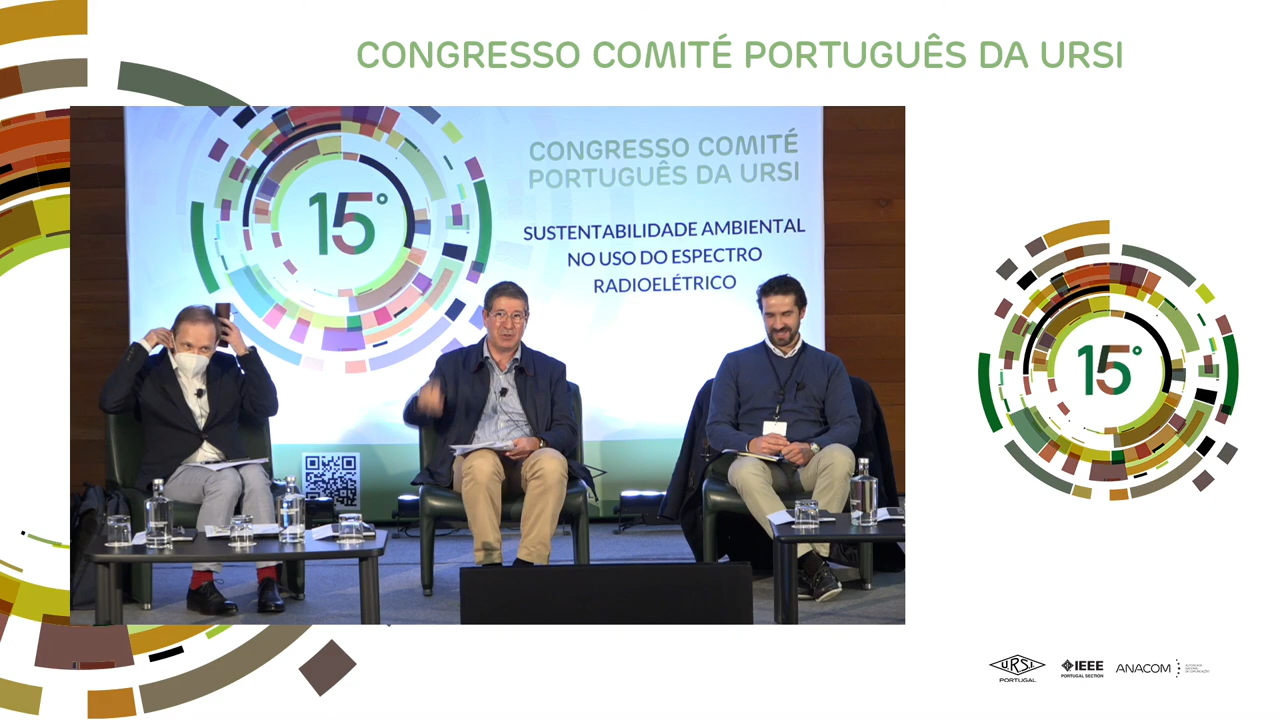 CONGRESSO COMITÉ PORTUGUÊS DA URSI
CONGRESSO COMITÉ
PORTUGUÊS DA URSI
15°
SUSTENTABILIDADE AMBIENTAL
NO USO DO ESPECTRO
RADIOELÉTRICO
15°
URSI
PORTUGAL
IEEE
PORTUGAL SECTION
ANACOM